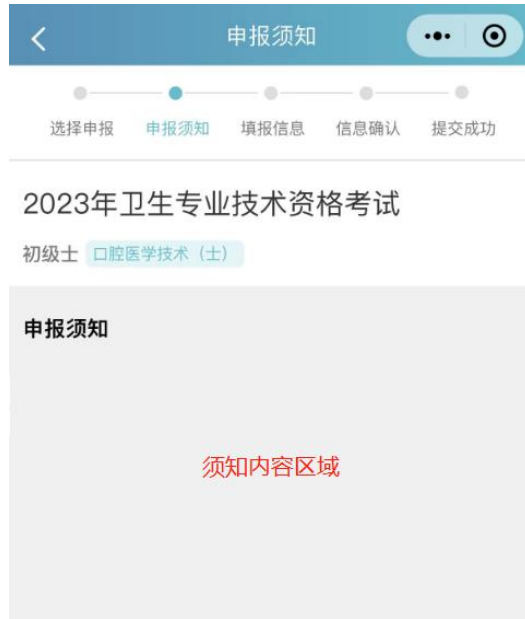 申报须知
选择申报 申报须知 填报信息 信息确认 提交成功
2023年卫生专业技术资格考试
初级士 口腔医学技术（士）
申报须知
须知内容区域